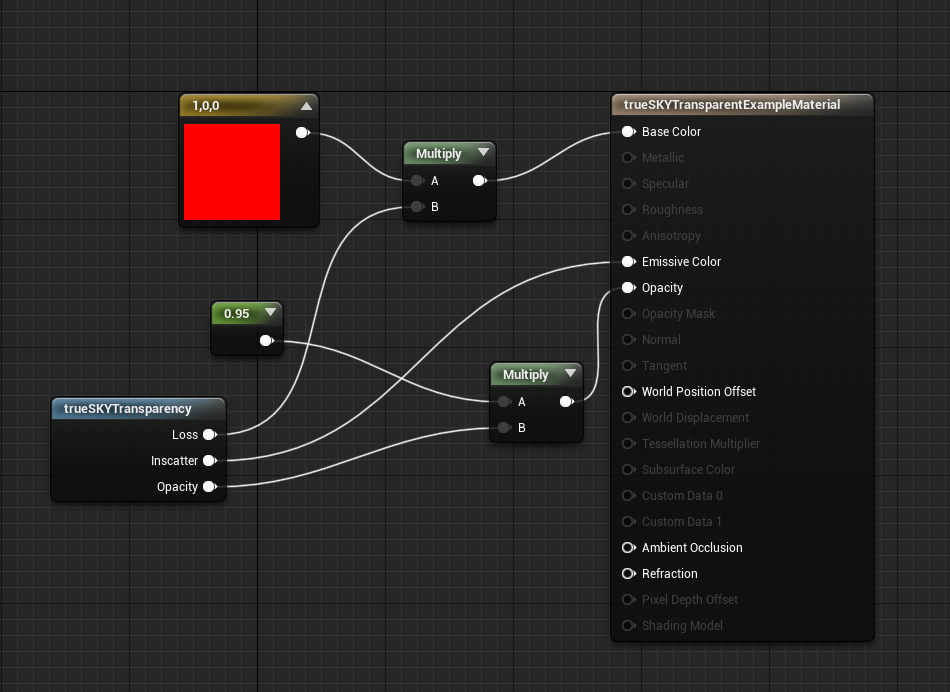 1,0,0
Multiply
A
B
0.95
trueSKYTransparency
Loss
Inscatter
Opacity
Multiply
A
B
trueSKYTransparentExampleMaterial
Base Color
Metallic
Specular
Roughness
Anisotropy
Emissive Color
Opacity
Opacity Mask
Normal
Tangent
World Position Offset
World Displacement
Tessellation Multiplier
Subsurface Color
Custom Data 0
Custom Data 1
Ambient Occlusion
Refraction
Pixel Depth Offset
Shading Model